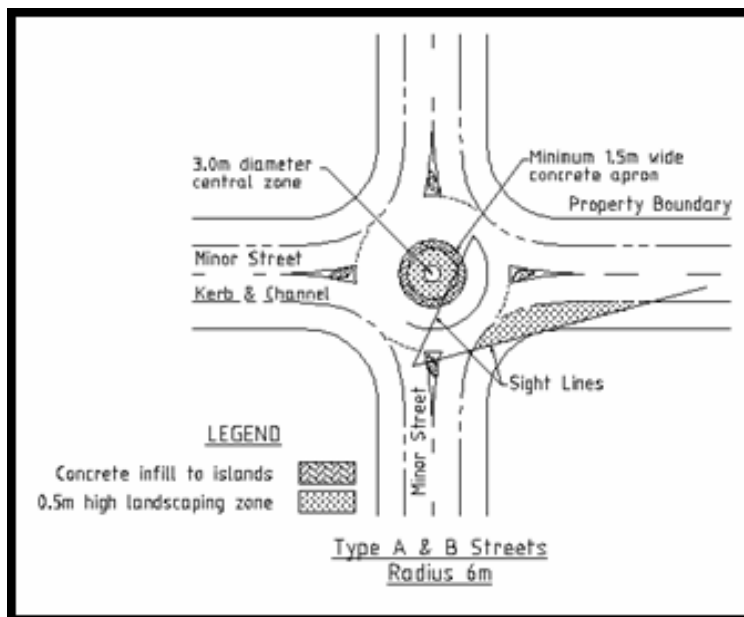 3.0m diameter
central zone
Minimum 1.5m wide
concrete apron
Property Boundary
Minor Street
Kerb & Channel
Sight Lines
Minor Street
LEGEND
Concrete infill to islands
0.5m high landscaping zone
Type A & B Streets
Radius 6m